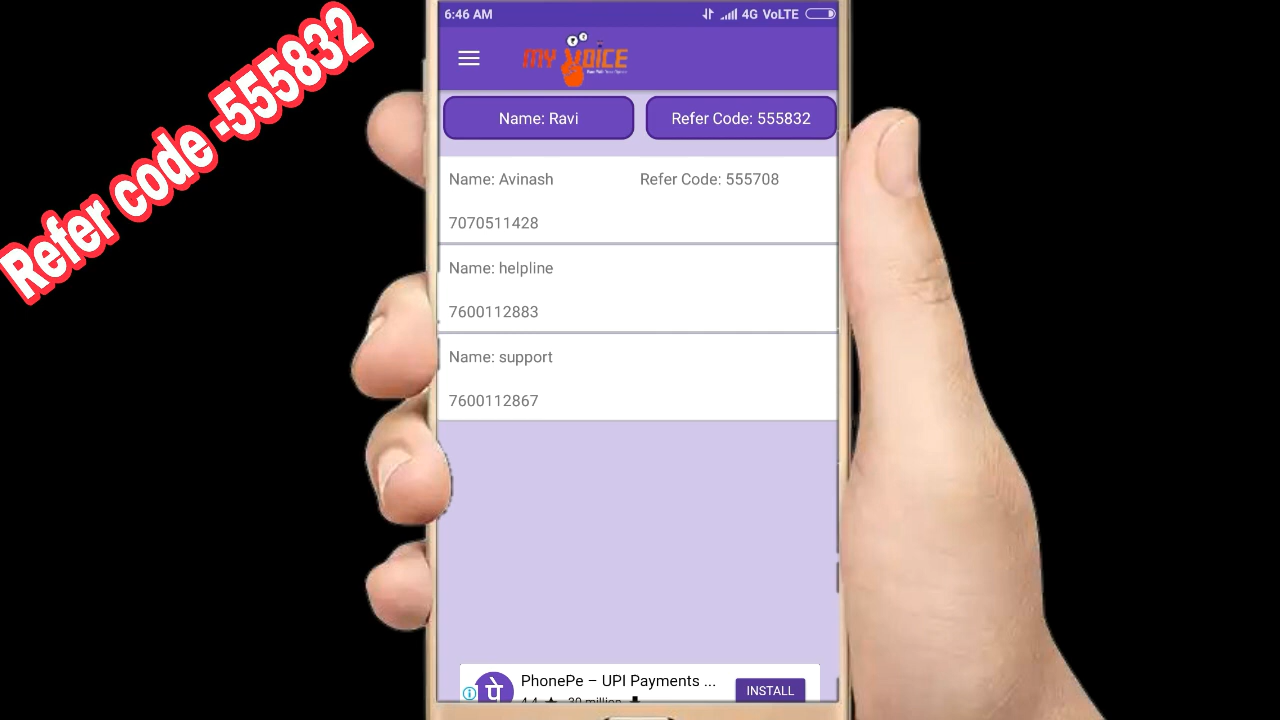 Refer code -555832
6:46 AM
4G VoLTE
MY VOICE
Name: Ravi
Refer Code: 555832
Name: Avinash
Refer Code: 555708
7070511428
Name: helpline
7600112883
Name: support
7600112867
PhonePe – UPI Payments ...
पे
INSTALL